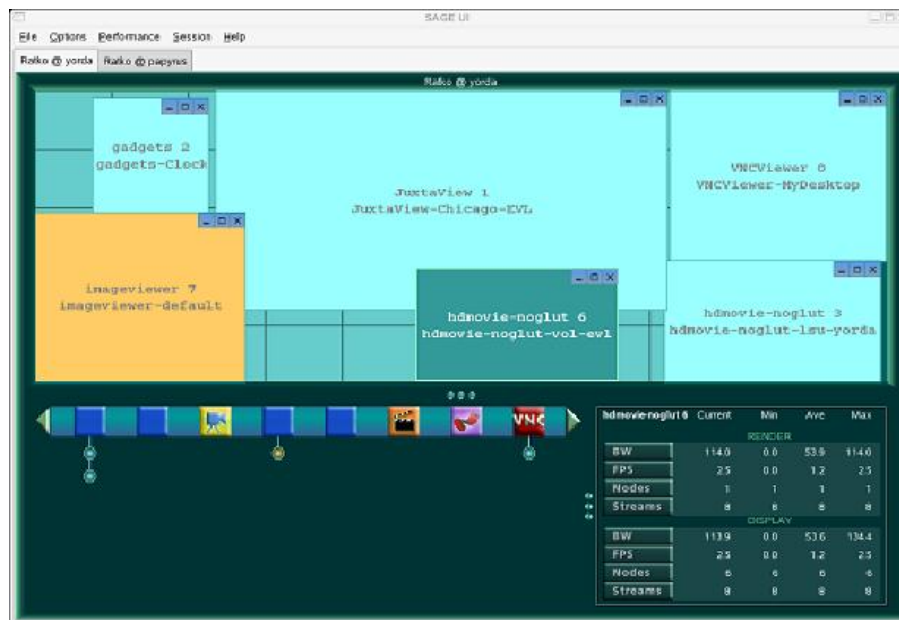 SAGE UI
File Options Performance Session Help
Ratko @ yorda Ratko @ papyrus
Ratko @ yorda
gadgets 2
gadgets-Clock
JuxtaView 1
JuxtaView-Chicago-EVL
VNCViewer 0
VNCViewer-MyDesktop
imageviewer 7
imageviewer-default
hdmovie-noglut 6
hdmovie-noglut-vol-evl
hdmovie-noglut 3
hdmovie-noglut-lsu-yorda
VNC
hdmovie-noglut 6 Current Min Ave Max
RENDER
BW 114.0 0.0 53.9 114.0
FPS 2.5 0.0 1.2 2.5
Nodes 1 1 1 1
Streams 8 8 8 8
DISPLAY
BW 113.9 0.0 53.6 134.4
FPS 2.5 0.0 1.2 2.5
Nodes 6 6 6 6
Streams 8 8 8 8